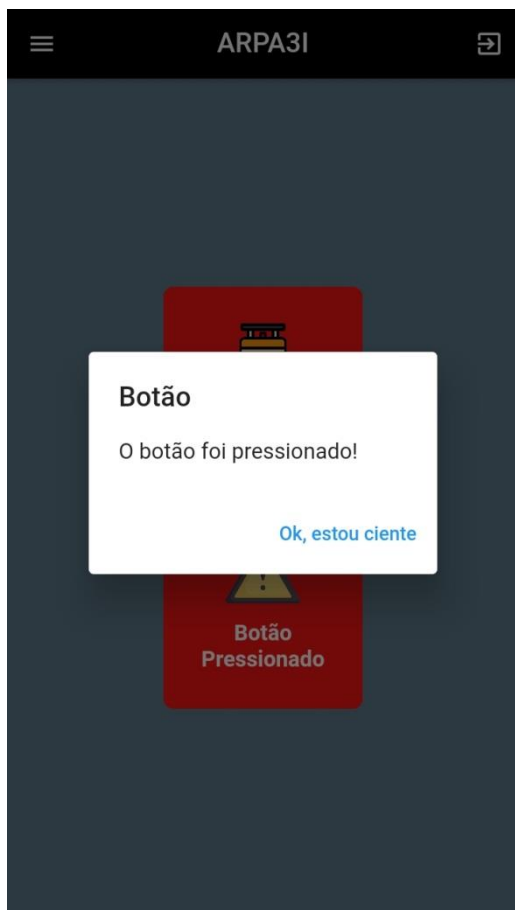 ARPA3I
Botão
O botão foi pressionado!
Ok, estou ciente
Botão
Pressionado